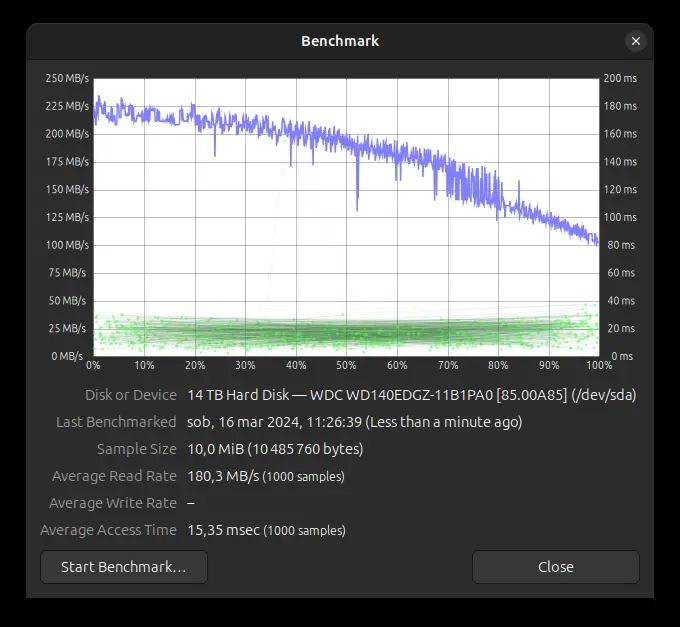 Benchmark
250 MB/s 200 ms
225 MB/s 180 ms
200 MB/s 160 ms
175 MB/s 140 ms
150 MB/s 120 ms
125 MB/s 100 ms
100 MB/s 80 ms
75 MB/s 60 ms
50 MB/s 40 ms
25 MB/s 20 ms
0 MB/s 0 ms
0% 10% 20% 30% 40% 50% 60% 70% 80% 90% 100%
Disk or Device 14 TB Hard Disk — WDC WD140EDGZ-11B1PA0 [85.00A85] (/dev/sda)
Last Benchmarked sob, 16 mar 2024, 11:26:39 (Less than a minute ago)
Sample Size 10,0 MiB (10 485 760 bytes)
Average Read Rate 180,3 MB/s (1000 samples)
Average Write Rate –
Average Access Time 15,35 msec (1000 samples)
Start Benchmark… Close